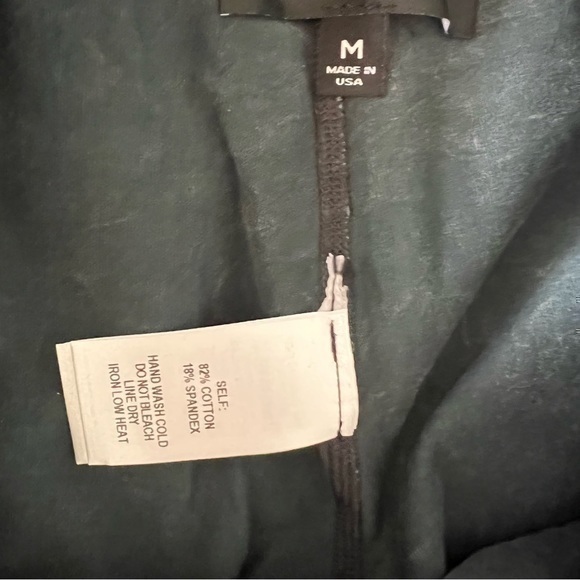 M
MADE IN
USA
SELF:
82% COTTON
18% SPANDEX
HAND WASH COLD
DO NOT BLEACH
LINE DRY
IRON LOW HEAT